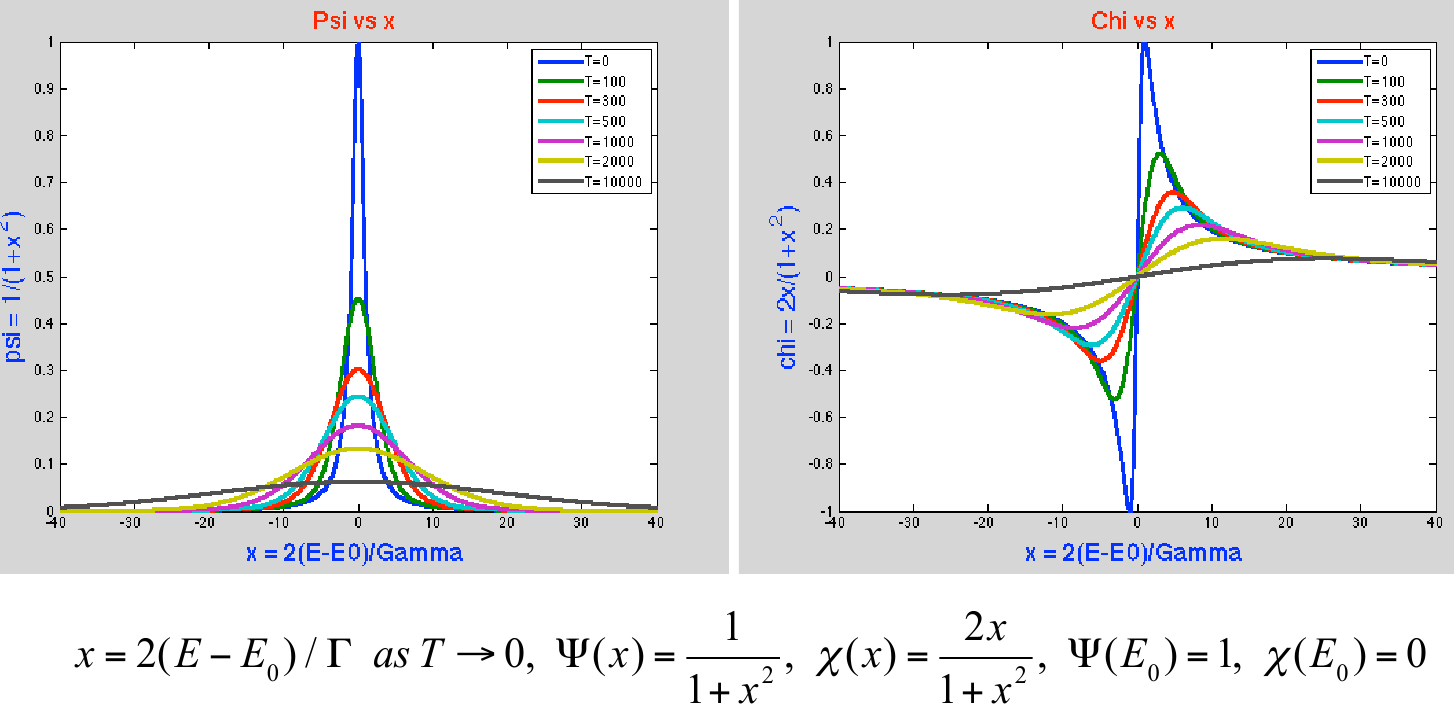 Psi vs x
1
0.9
0.8
0.7
0.6
0.5
0.4
0.3
0.2
0.1
0
psi = 1/(1+x²)
T=0
T=100
T=300
T=500
T=1000
T=2000
T=10000
-40 -30 -20 -10 0 10 20 30 40
x = 2(E-E0)/Gamma
Chi vs x
1
0.8
0.6
0.4
0.2
0
-0.2
-0.4
-0.6
-0.8
-1
chi = 2x/(1+x²)
T=0
T=100
T=300
T=500
T=1000
T=2000
T=10000
-40 -30 -20 -10 0 10 20 30 40
x = 2(E-E0)/Gamma
x = 2(E − E₀) / Γ as T → 0, Ψ(x) = 1/(1 + x²), χ(x) = 2x/(1 + x²), Ψ(E₀) = 1, χ(E₀) = 0